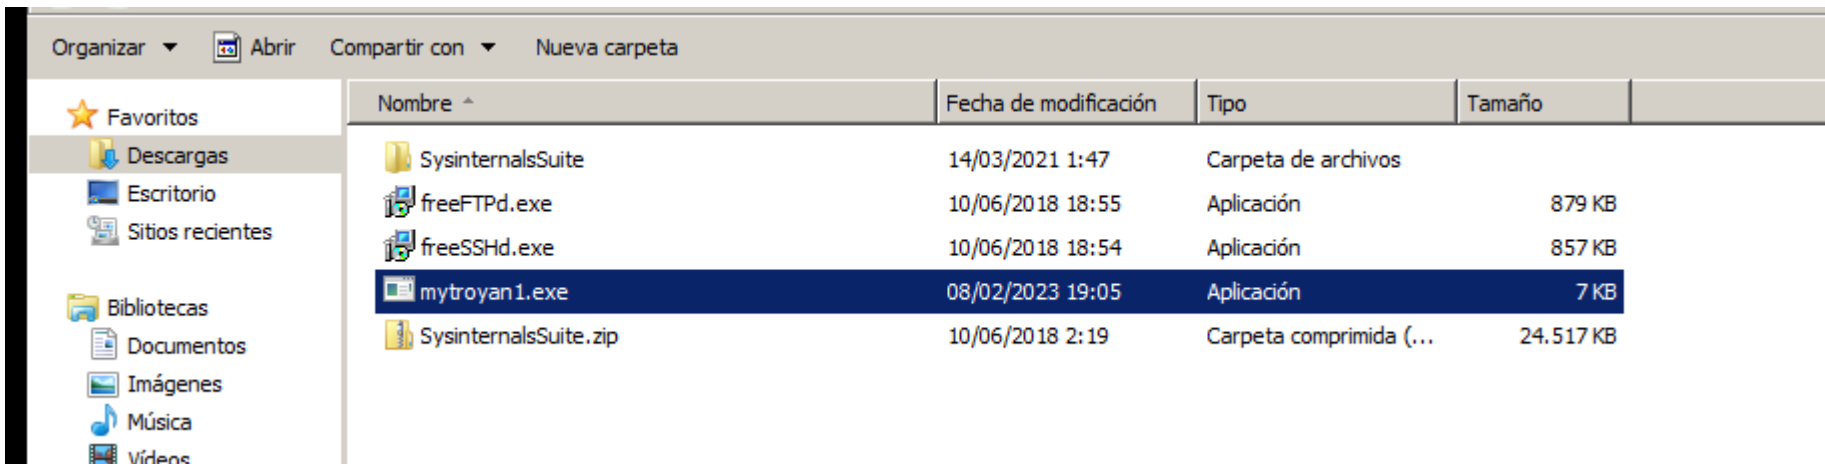 Organizar Abrir Compartir con Nueva carpeta
Nombre Fecha de modificación Tipo Tamaño
Favoritos
Descargas
Escritorio
Sitios recientes
Bibliotecas
Documentos
Imágenes
Música
Vídeos
SysinternalsSuite 14/03/2021 1:47 Carpeta de archivos
freeFTPd.exe 10/06/2018 18:55 Aplicación 879 KB
freeSSHd.exe 10/06/2018 18:54 Aplicación 857 KB
mytroyan1.exe 08/02/2023 19:05 Aplicación 7 KB
SysinternalsSuite.zip 10/06/2018 2:19 Carpeta comprimida (... 24.517 KB